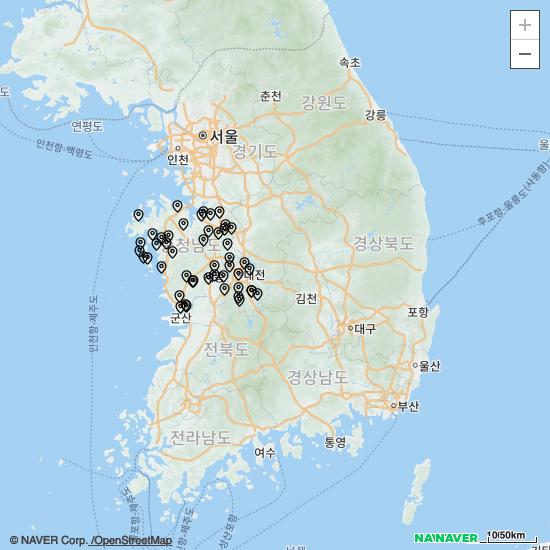 +
−
속초
춘천
강원도
강릉
연평도
서울
인천
경기도
인천항-백령도
울
후포항-울릉도(사동항)
청남도
경상북도
대전
김천
포항
인천항-제주도
군산
대구
전북도
울산
경상남도
부산
전라남도
여수
통영
© NAVER Corp. /OpenStreetMap
NAVER
10/50km